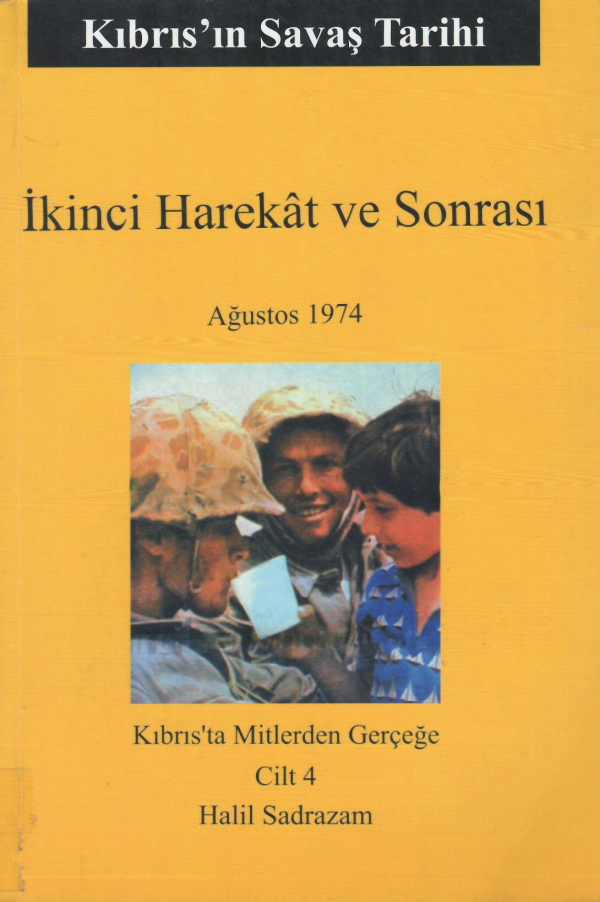 Kıbrıs'ın Savaş Tarihi
İkinci Harekât ve Sonrası
Ağustos 1974
Kıbrıs'ta Mitlerden Gerçeğe
Cilt 4
Halil Sadrazam